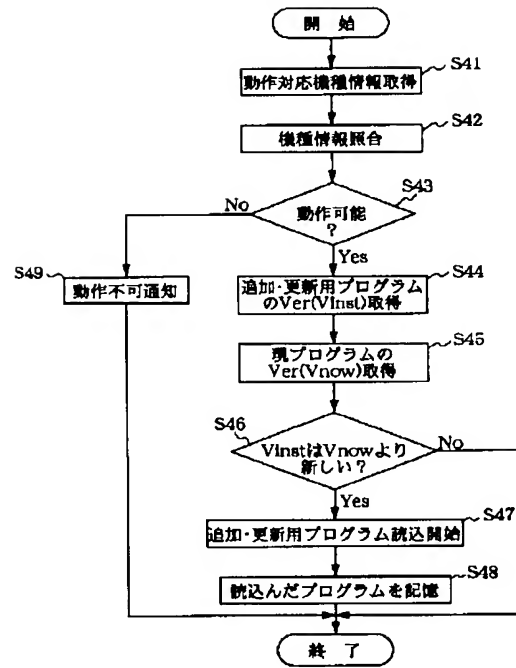 開 始
S41
動作対応機種情報取得
S42
機種情報照合
S43
動作可能
?
No
Yes
S49
動作不可通知
S44
追加・更新用プログラム
のVer(Vinst)取得
S45
現プログラムの
Ver(Vnow)取得
S46
VinstはVnowより
新しい?
No
Yes
S47
追加・更新用プログラム読込開始
S48
読込んだプログラムを記憶
終 了